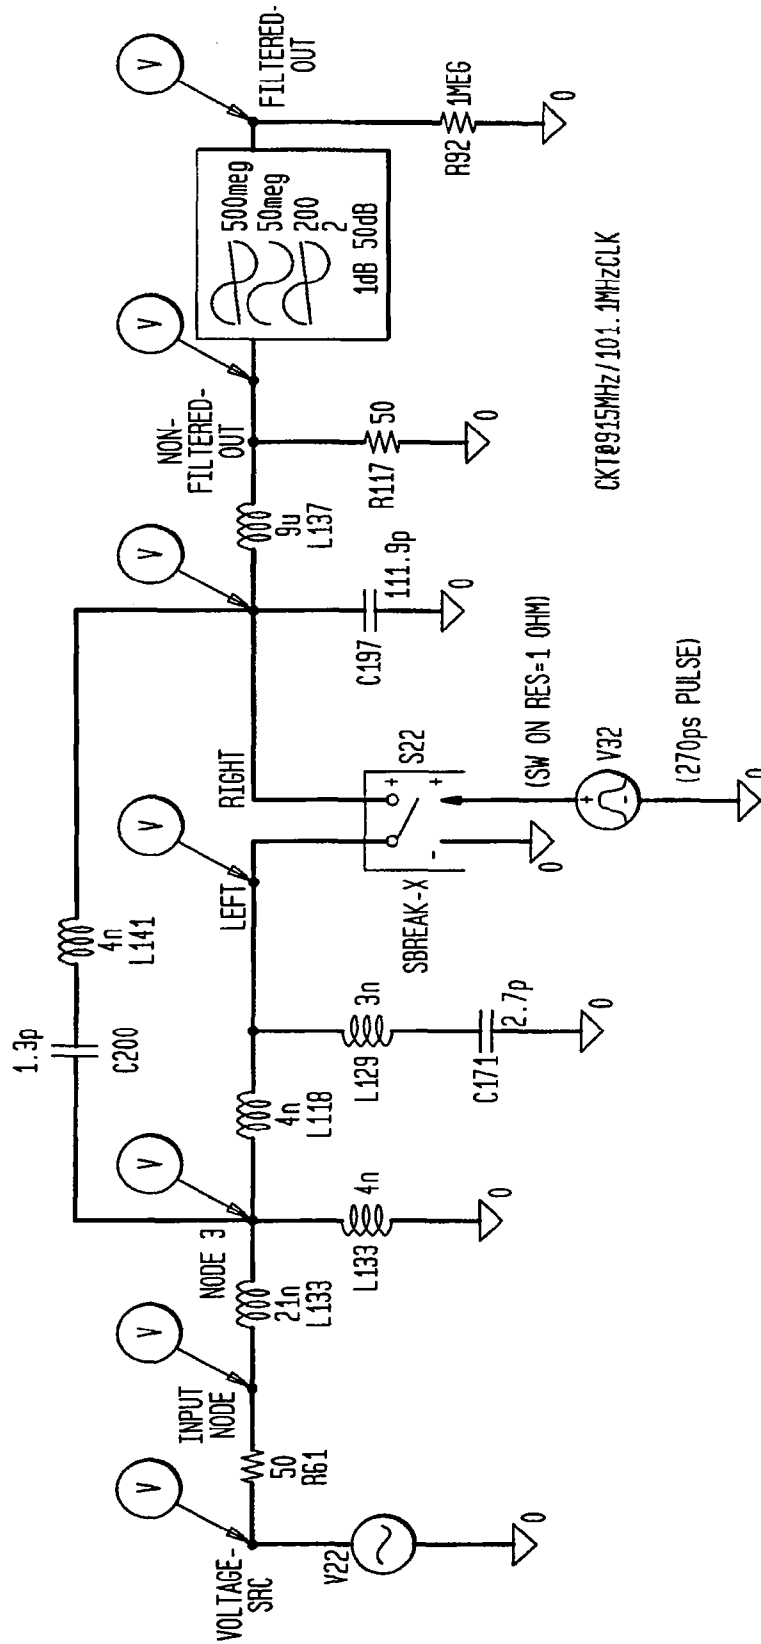 VOLTAGE-
SRC
V22
0
V
50
R61
INPUT
NODE
V
21n
L133
NODE 3
V
L133
4n
0
1.3p
C200
4n
L141
4n
L118
L129
3n
C171
2.7p
0
LEFT
V
SBREAK-X
S22
+
+
-
0
RIGHT
(SW ON RES=1 OHM)
+
-
V32
(270ps PULSE)
0
V
C197
111.9p
0
9u
L137
NON-
FILTERED-
OUT
R117
50
0
V
500meg
50meg
200
2
1dB 50dB
V
FILTERED-
OUT
R92
1MEG
0
CKT@915MHz/101.1MHzCLK